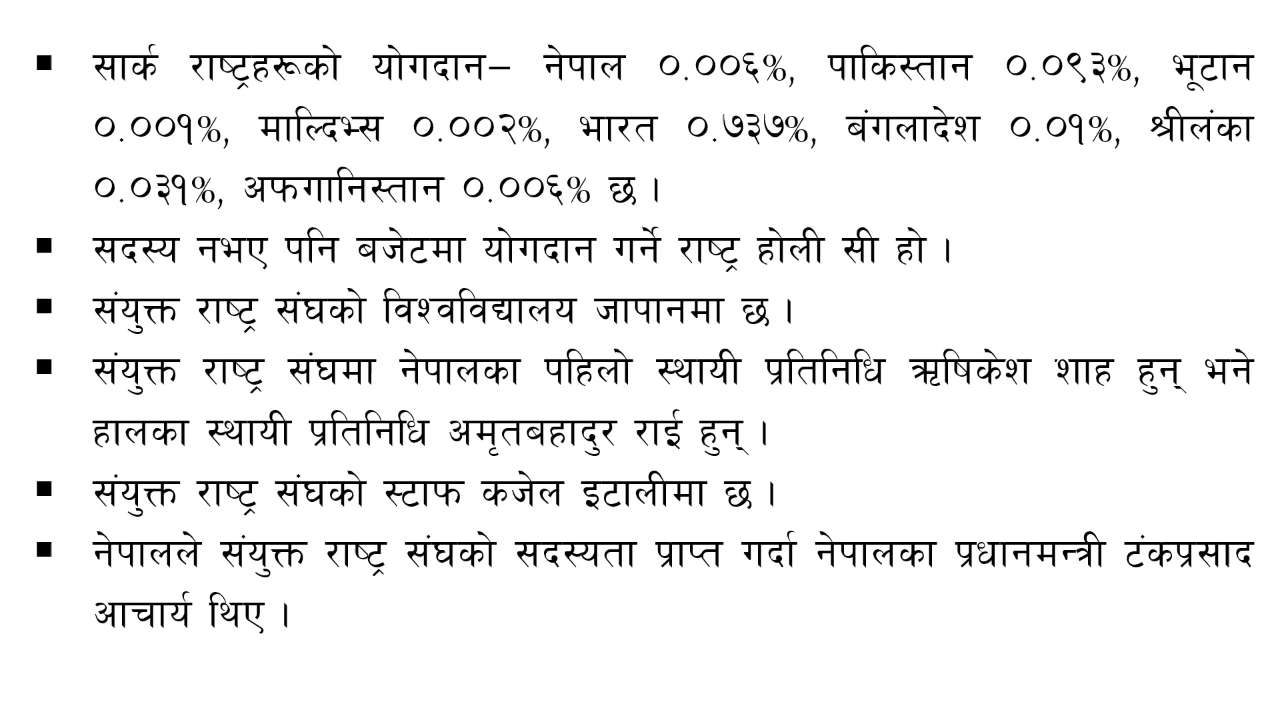 ▪ सार्क राष्ट्रहरूको योगदान– नेपाल ०.००६%, पाकिस्तान ०.०९३%, भूटान
०.००१%, माल्दिभ्स ०.००२%, भारत ०.७३७%, बंगलादेश ०.०१%, श्रीलंका
०.०३१%, अफगानिस्तान ०.००६% छ ।
▪ सदस्य नभए पनि बजेटमा योगदान गर्ने राष्ट्र होली सी हो ।
▪ संयुक्त राष्ट्र संघको विश्वविद्यालय जापानमा छ ।
▪ संयुक्त राष्ट्र संघमा नेपालका पहिलो स्थायी प्रतिनिधि ऋषिकेश शाह हुन् भने
हालका स्थायी प्रतिनिधि अमृतबहादुर राई हुन् ।
▪ संयुक्त राष्ट्र संघको स्टाफ कजेल इटालीमा छ ।
▪ नेपालले संयुक्त राष्ट्र संघको सदस्यता प्राप्त गर्दा नेपालका प्रधानमन्त्री टंकप्रसाद
आचार्य थिए ।